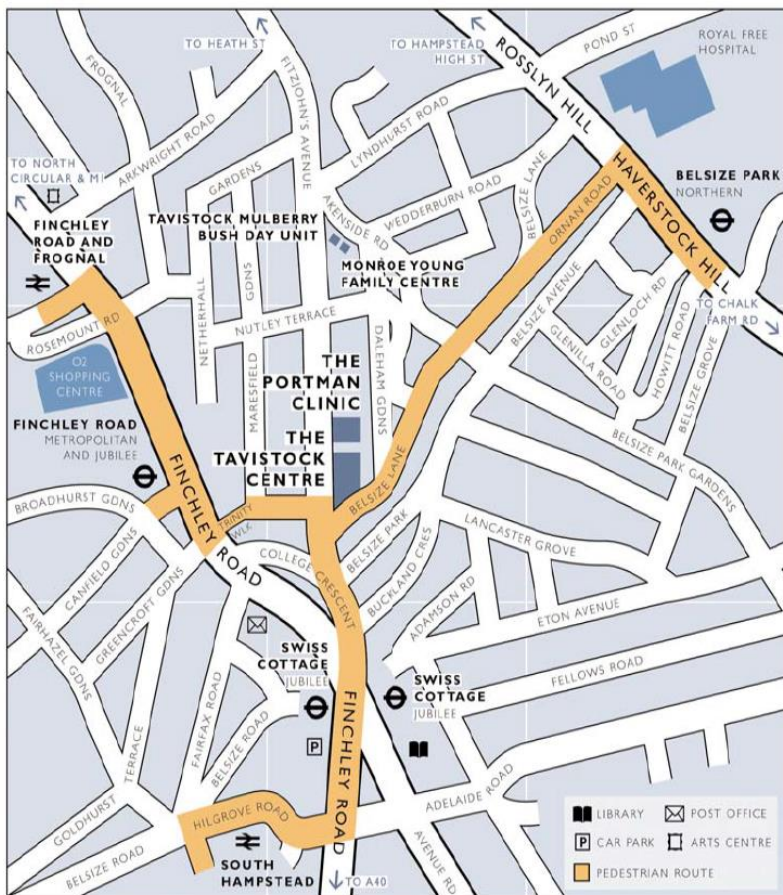 TO HEATH ST
TO HAMPSTEAD
HIGH ST
POND ST
ROYAL FREE
HOSPITAL
FROGNAL
FITZJOHN'S AVENUE
ROSSLYN HILL
ARKWRIGHT ROAD
LYNDHURST ROAD
TO NORTH
CIRCULAR & M1
GARDENS
BELSIZE LANE
HAVERSTOCK HILL
BELSIZE PARK
NORTHERN
FINCHLEY
ROAD AND
FROGNAL
TAVISTOCK MULBERRY
BUSH DAY UNIT
AKENSIDE RD
WEDDERBURN ROAD
ORNAN ROAD
MONROE YOUNG
FAMILY CENTRE
NETHERHALL
GDNS
MARESFIELD
BELSIZE AVENUE
GLENLOCH RD
TO CHALK
FARM RD
ROSEMOUNT RD
NUTLEY TERRACE
DALEHAM GDNS
GLENILLA ROAD
HOWITT ROAD
BELSIZE GROVE
O2
SHOPPING
CENTRE
THE
PORTMAN
CLINIC
FINCHLEY ROAD
METROPOLITAN
AND JUBILEE
THE
TAVISTOCK
CENTRE
BELSIZE PARK GARDENS
FINCHLEY ROAD
BELSIZE LANE
BROADHURST GDNS
TRINITY
WLK
BELSIZE PARK
LANCASTER GROVE
CANFIELD GDNS
COLLEGE CRESCENT
BUCKLAND CRES
GREENCROFT GDNS
ADAMSON RD
ETON AVENUE
FAIRHAZEL GDNS
SWISS
COTTAGE
JUBILEE
SWISS
COTTAGE
JUBILEE
FELLOWS ROAD
FAIRFAX ROAD
BELSIZE ROAD
P
FINCHLEY ROAD
GOLDHURST
TERRACE
HILGROVE ROAD
ADELAIDE ROAD
LIBRARY
POST OFFICE
P CAR PARK
ARTS CENTRE
PEDESTRIAN ROUTE
BELSIZE ROAD
SOUTH
HAMPSTEAD
TO A40
AVENUE RD